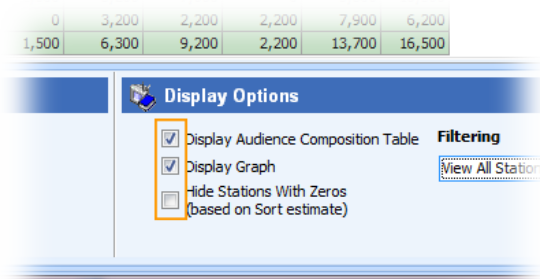 0 3,200 2,200 2,200 7,900 6,200
1,500 6,300 9,200 2,200 13,700 16,500
Display Options
Display Audience Composition Table Filtering
Display Graph View All Station
Hide Stations With Zeros
(based on Sort estimate)